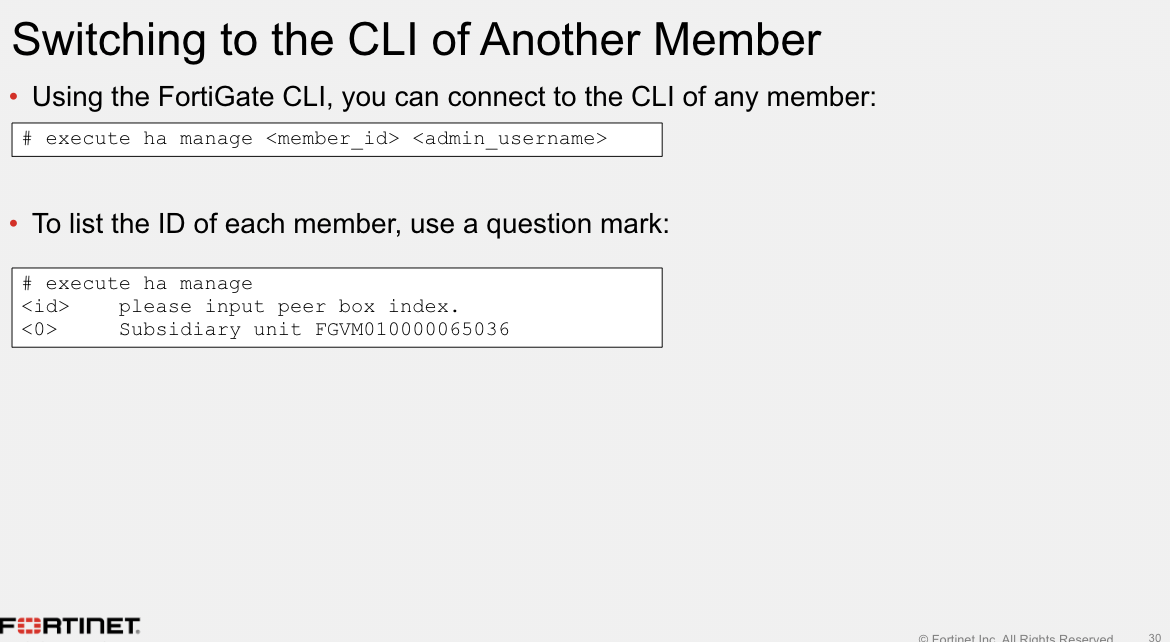 Switching to the CLI of Another Member
• Using the FortiGate CLI, you can connect to the CLI of any member:
# execute ha manage <member_id> <admin_username>
• To list the ID of each member, use a question mark:
# execute ha manage
<id>    please input peer box index.
<0>     Subsidiary unit FGVM010000065036
FORTINET
© Fortinet Inc. All Rights Reserved. 30